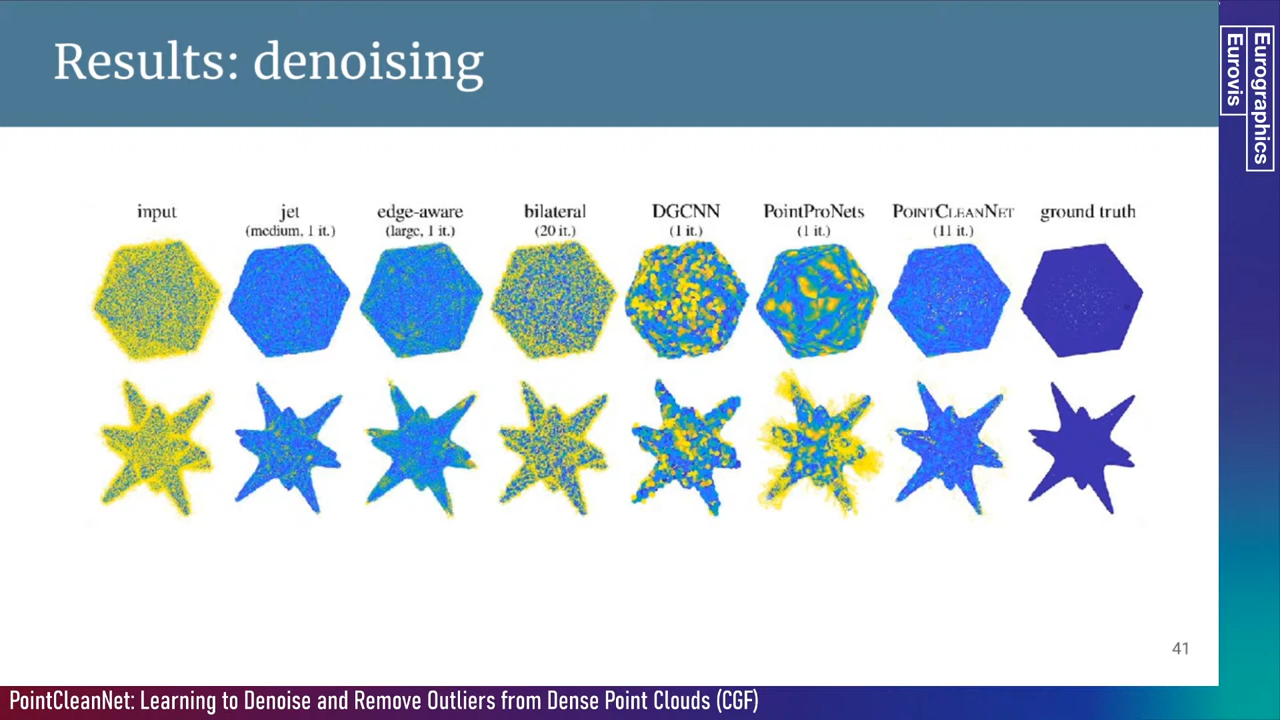 Results: denoising
Eurographics
Eurovis
input jet edge-aware bilateral DGCNN PointProNets POINTCLEANNET ground truth
(medium, 1 it.) (large, 1 it.) (20 it.) (1 it.) (1 it.) (11 it.)
41
PointCleanNet: Learning to Denoise and Remove Outliers from Dense Point Clouds (CGF)